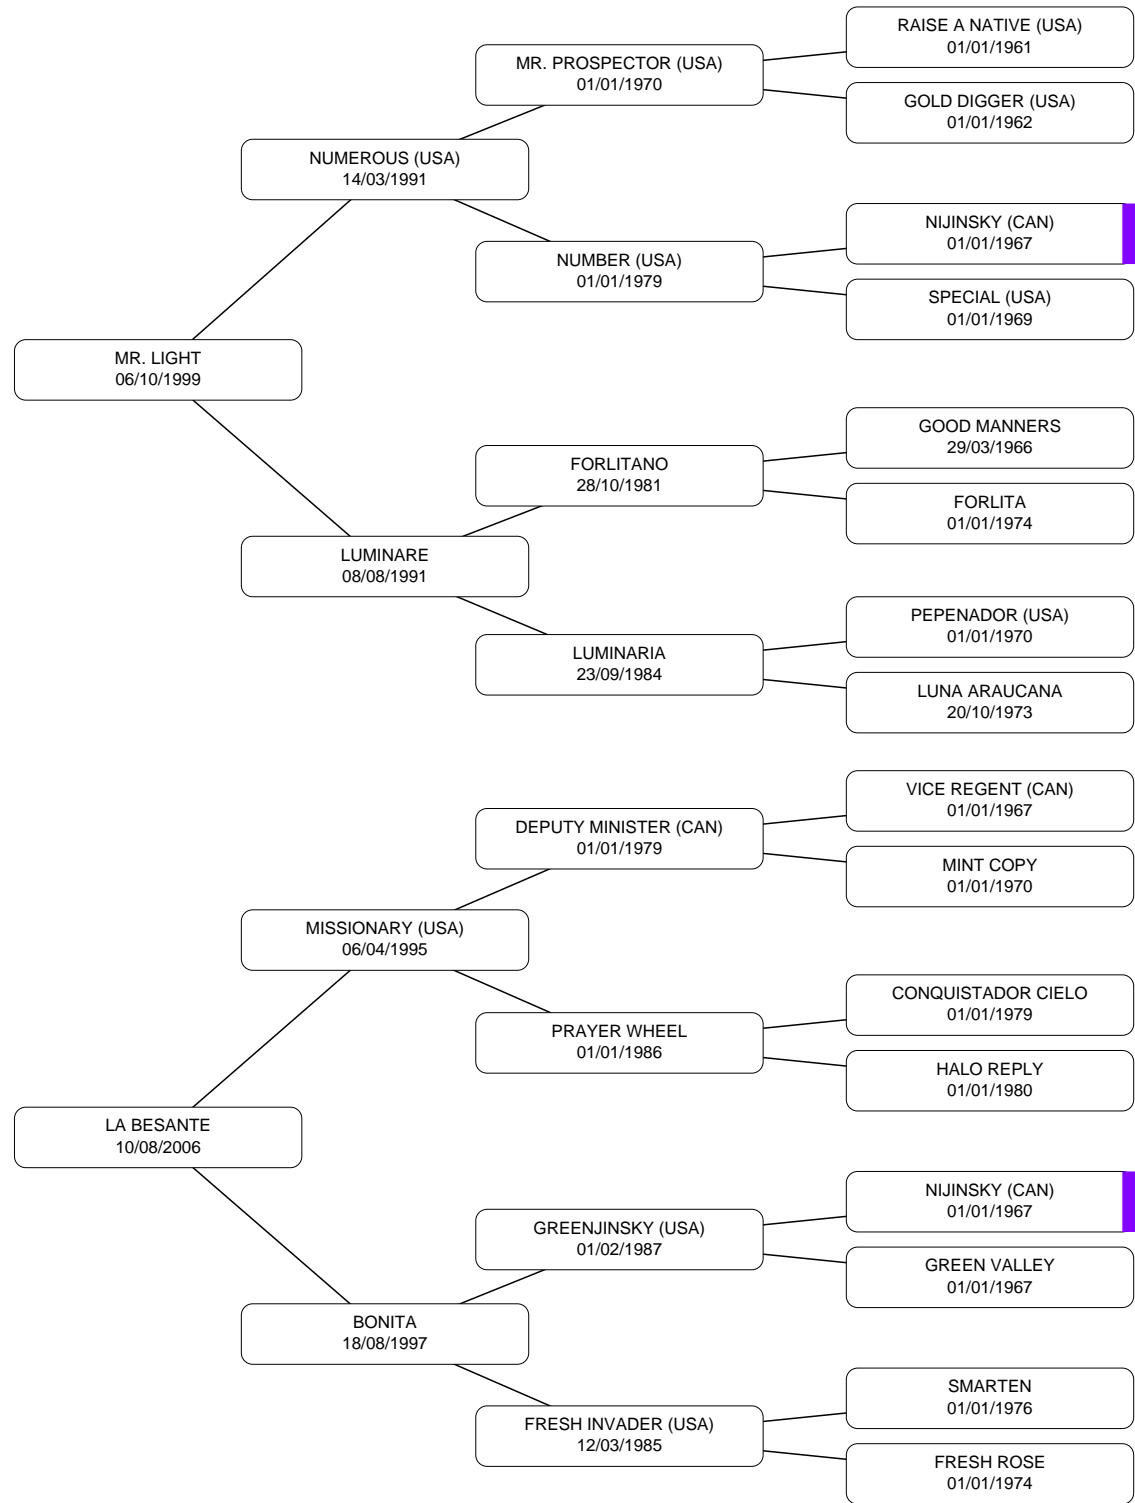 RAISE A NATIVE (USA)
01/01/1961
MR. PROSPECTOR (USA)
01/01/1970
GOLD DIGGER (USA)
01/01/1962
NUMEROUS (USA)
14/03/1991
NIJINSKY (CAN)
01/01/1967
NUMBER (USA)
01/01/1979
SPECIAL (USA)
01/01/1969
MR. LIGHT
06/10/1999
GOOD MANNERS
29/03/1966
FORLITANO
28/10/1981
FORLITA
01/01/1974
LUMINARE
08/08/1991
PEPENADOR (USA)
01/01/1970
LUMINARIA
23/09/1984
LUNA ARAUCANA
20/10/1973
VICE REGENT (CAN)
01/01/1967
DEPUTY MINISTER (CAN)
01/01/1979
MINT COPY
01/01/1970
MISSIONARY (USA)
06/04/1995
CONQUISTADOR CIELO
01/01/1979
PRAYER WHEEL
01/01/1986
HALO REPLY
01/01/1980
LA BESANTE
10/08/2006
NIJINSKY (CAN)
01/01/1967
GREENJINSKY (USA)
01/02/1987
GREEN VALLEY
01/01/1967
BONITA
18/08/1997
SMARTEN
01/01/1976
FRESH INVADER (USA)
12/03/1985
FRESH ROSE
01/01/1974